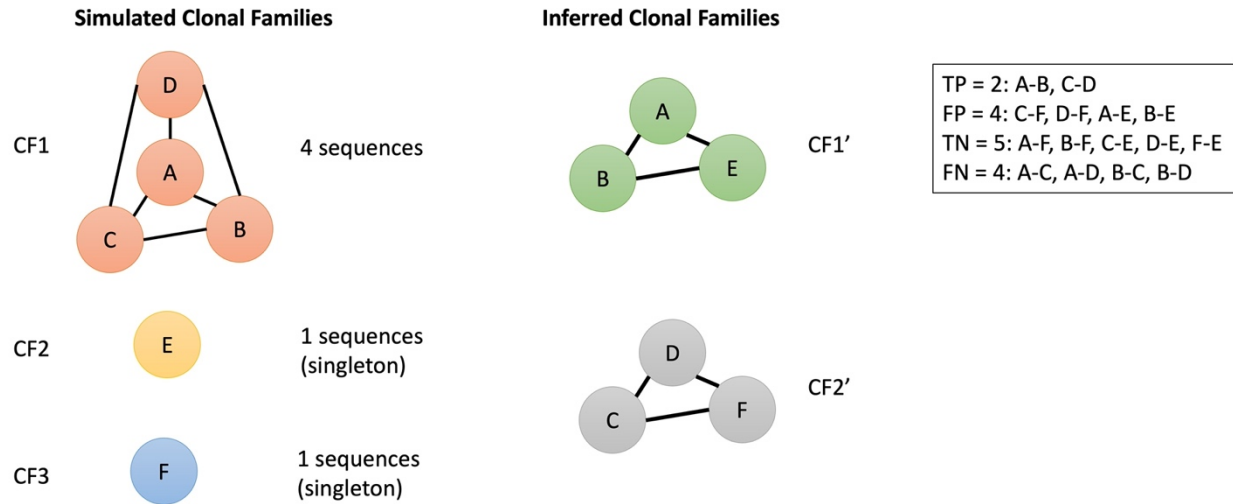 Simulated Clonal Families
CF1
D
A
C
B
4 sequences
CF2
E
1 sequences
(singleton)
CF3
F
1 sequences
(singleton)
Inferred Clonal Families
A
B
E
CF1’
D
C
F
CF2’
TP = 2: A-B, C-D
FP = 4: C-F, D-F, A-E, B-E
TN = 5: A-F, B-F, C-E, D-E, F-E
FN = 4: A-C, A-D, B-C, B-D